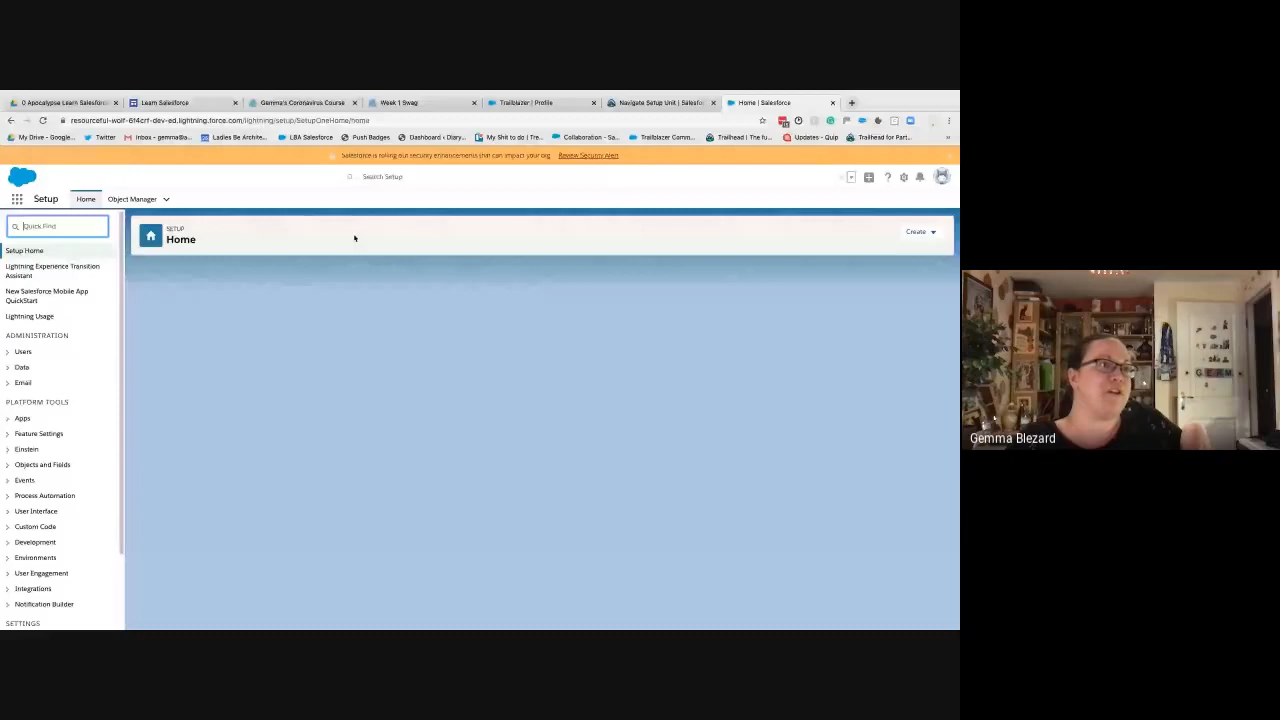 0 Apocalypse Learn Salesforce
Learn Salesforce
Gemma's Coronavirus Course
Week 1 Swag
Trailblazer | Profile
Navigate Setup Unit | Salesfo
Home | Salesforce
resourceful-wolf-6f4crf-dev-ed.lightning.force.com/lightning/setup/SetupOneHome/home
My Drive - Google...
Twitter
Inbox - gemma@a...
Ladies Be Architec...
LBA Salesforce
Push Badges
Dashboard ‹ Diary...
My Shit to do | Tre...
Collaboration - Sa...
Trailblazer Comm...
Trailhead | The fu...
Updates - Quip
Trailhead for Part...
Salesforce is rolling out security enhancements that can impact your org
Review Security Alert
Search Setup
Setup
Home
Object Manager
Quick Find
SETUP
Home
Create
Setup Home
Lightning Experience Transition
Assistant
New Salesforce Mobile App
QuickStart
Lightning Usage
ADMINISTRATION
Users
Data
Email
PLATFORM TOOLS
Apps
Feature Settings
Einstein
Objects and Fields
Events
Process Automation
User Interface
Custom Code
Development
Environments
User Engagement
Integrations
Notification Builder
SETTINGS
Gemma Blezard